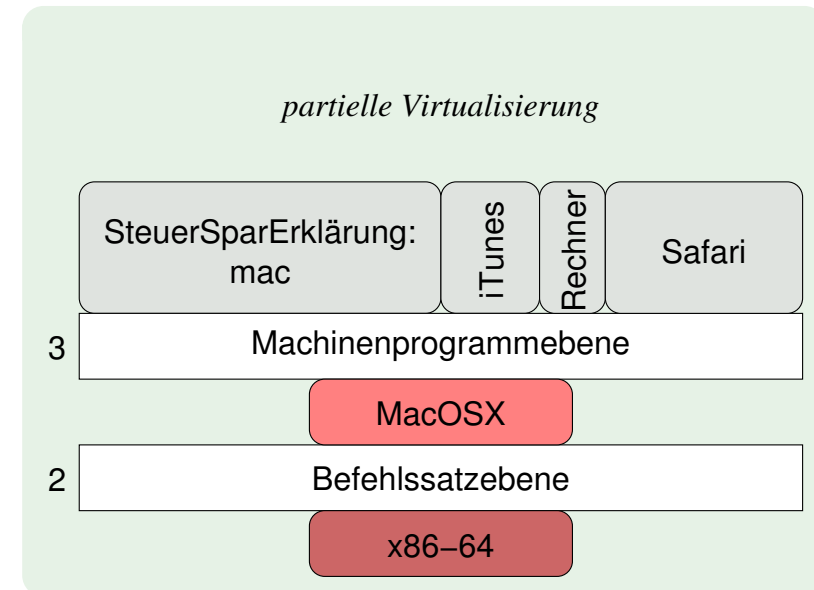 partielle Virtualisierung
SteuerSparErklärung:
mac
iTunes
Rechner
Safari
3
Machinenprogrammebene
MacOSX
2
Befehlssatzebene
x86−64